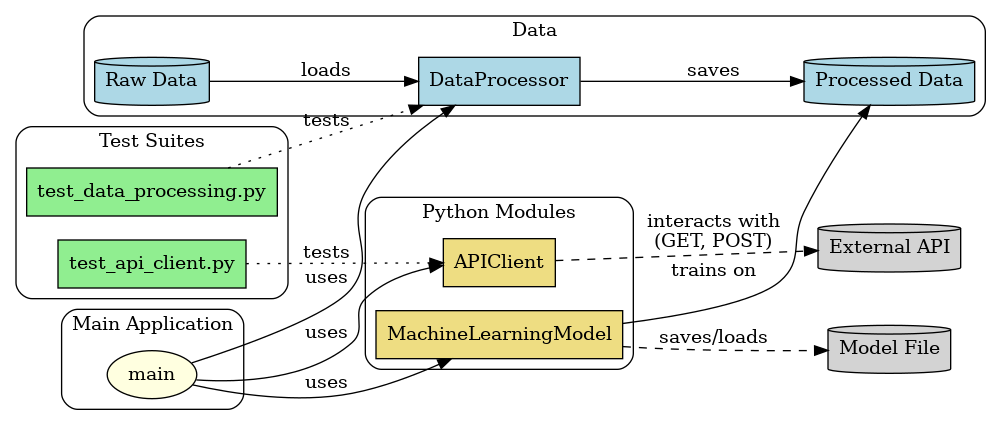 Data
Raw Data
loads
DataProcessor
saves
Processed Data
tests
Test Suites
test_data_processing.py
test_api_client.py
tests
uses
Python Modules
APIClient
MachineLearningModel
interacts with
(GET, POST)
trains on
External API
saves/loads
Model File
Main Application
main
uses
uses